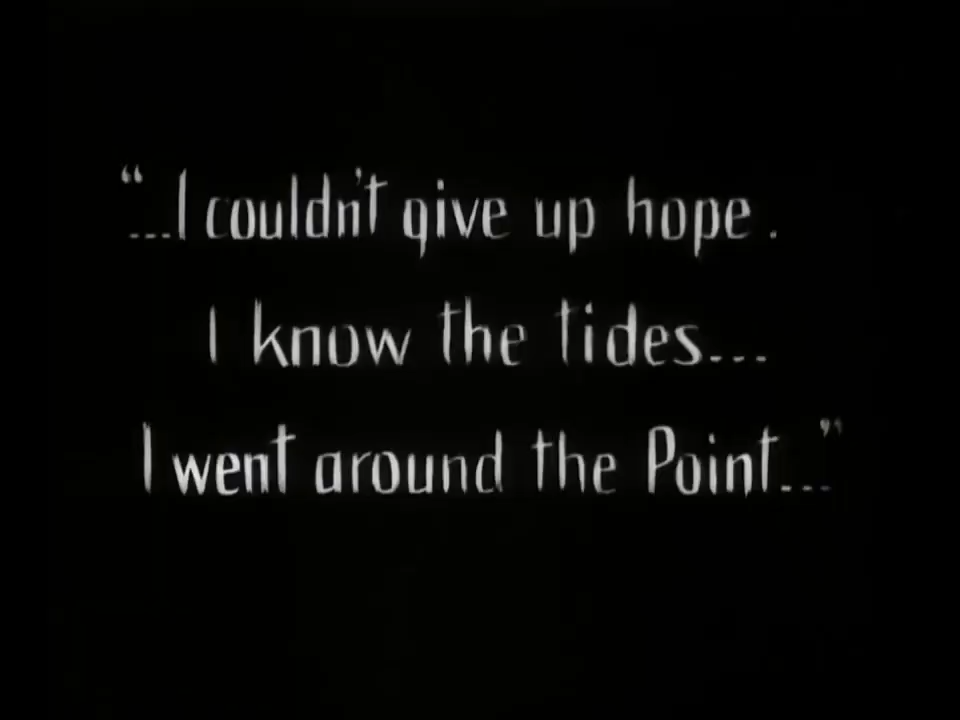 “...I couldn't give up hope.
I know the tides...
I went around the Point...”